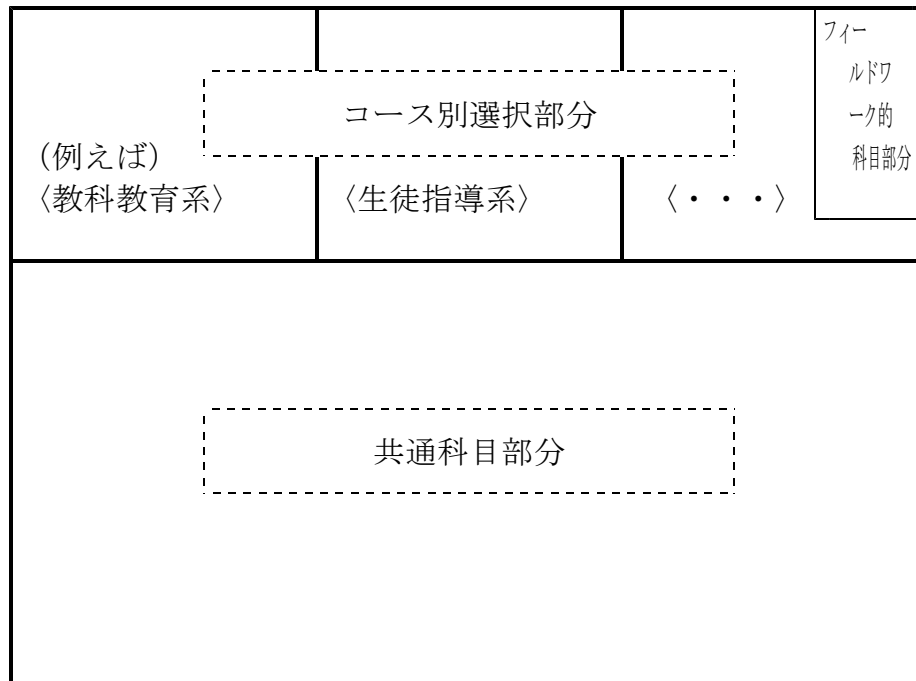 フィー
ルドワ
ーク的
科目部分
コース別選択部分
（例えば）
〈教科教育系〉
〈生徒指導系〉
〈・・・〉
共通科目部分